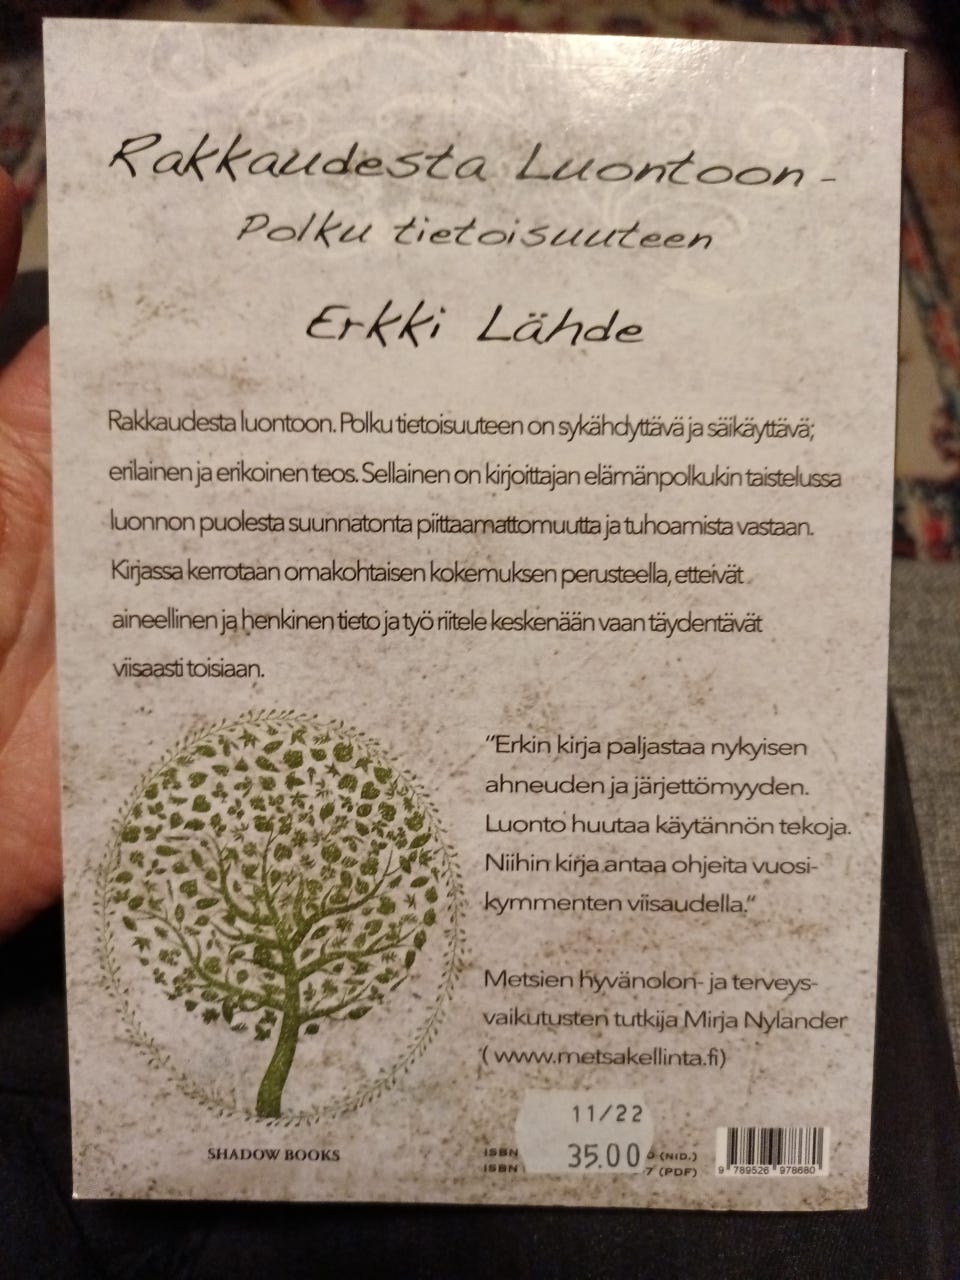 Rakkaudesta Luontoon -
Polku tietoisuuteen
Erkki Lähde
Rakkaudesta luontoon. Polku tietoisuuteen on sykähdyttävä ja säikäyttävä;
erilainen ja erikoinen teos. Sellainen on kirjoittajan elämänpolkukin taistelussa
luonnon puolesta suunnatonta piittaamattomuutta ja tuhoamista vastaan.
Kirjassa kerrotaan omakohtaisen kokemuksen perusteella, etteivät
aineellinen ja henkinen tieto ja työ riitele keskenään vaan täydentävät
viisaasti toisiaan.
"Erkin kirja paljastaa nykyisen
ahneuden ja järjettömyyden.
Luonto huutaa käytännön tekoja.
Niihin kirja antaa ohjeita vuosi-
kymmenten viisaudella."
Metsien hyvänolon- ja terveys-
vaikutusten tutkija Mirja Nylander
( www.metsakellinta.fi)
SHADOW BOOKS
11/22
35.00
ISBN (NID.)
ISBN 7 (PDF)
9 789526 978680